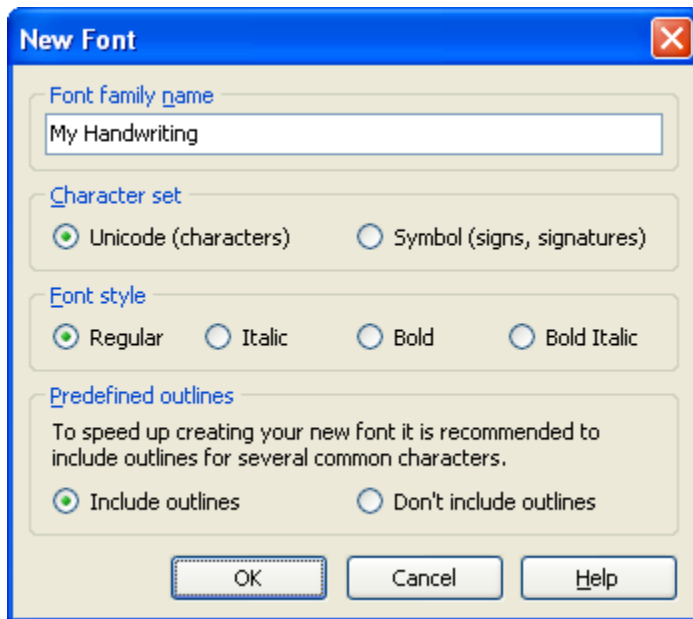 New Font
Font family name
My Handwriting
Character set
Unicode (characters) Symbol (signs, signatures)
Font style
Regular Italic Bold Bold Italic
Predefined outlines
To speed up creating your new font it is recommended to
include outlines for several common characters.
Include outlines Don't include outlines
OK Cancel Help